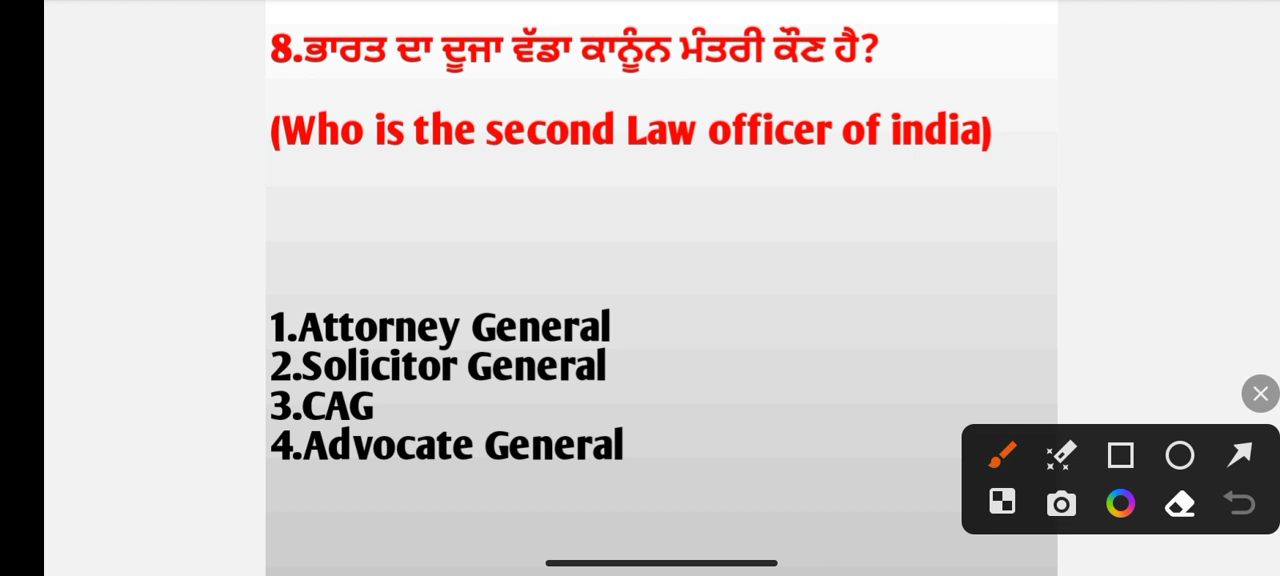 8.ਭਾਰਤ ਦਾ ਦੂਜਾ ਵੱਡਾ ਕਾਨੂੰਨ ਮੰਤਰੀ ਕੌਣ ਹੈ?
(Who is the second Law officer of india)
1.Attorney General
2.Solicitor General
3.CAG
4.Advocate General